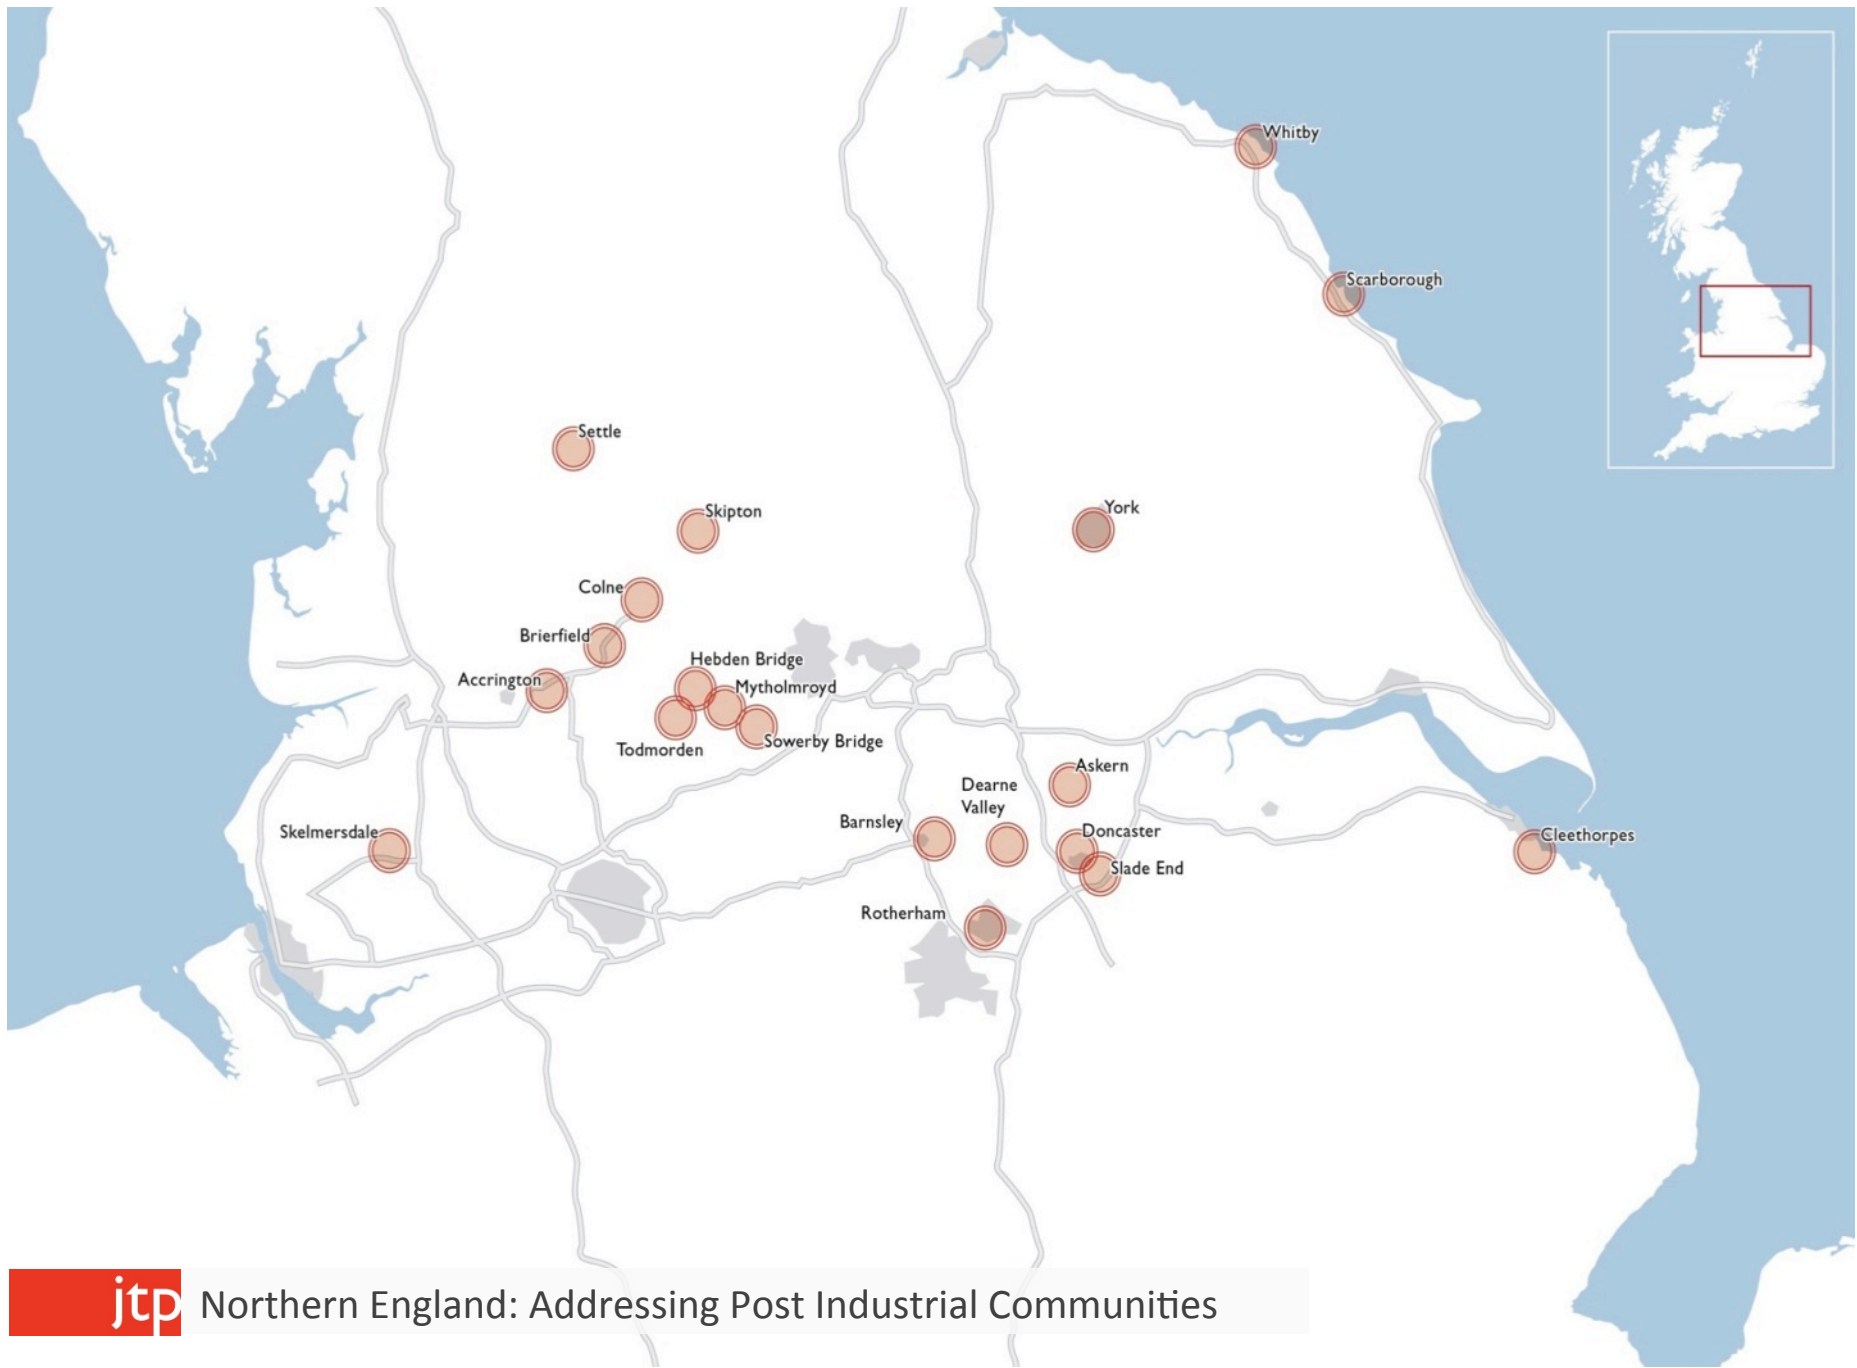 Whitby
Scarborough
Settle
Skipton
York
Colne
Brierfield
Hebden Bridge
Accrington
Mytholmroyd
Todmorden
Sowerby Bridge
Askern
Dearne
Valley
Barnsley
Skelmersdale
Doncaster
Cleethorpes
Slade End
Rotherham
jtp
Northern England: Addressing Post Industrial Communities